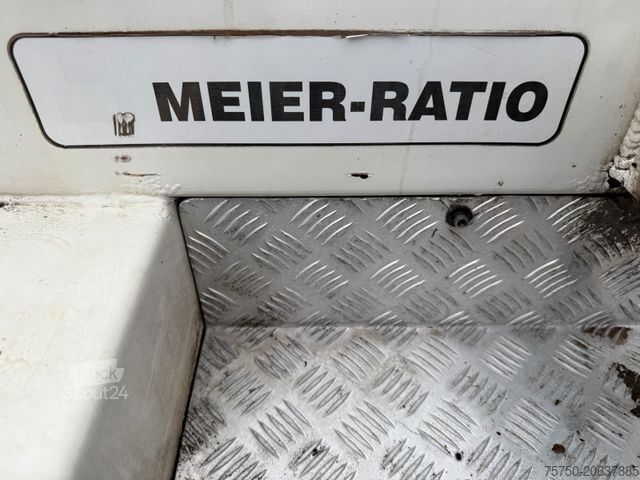 MEIER-RATIO
Truck
Scout24
75750-20637885